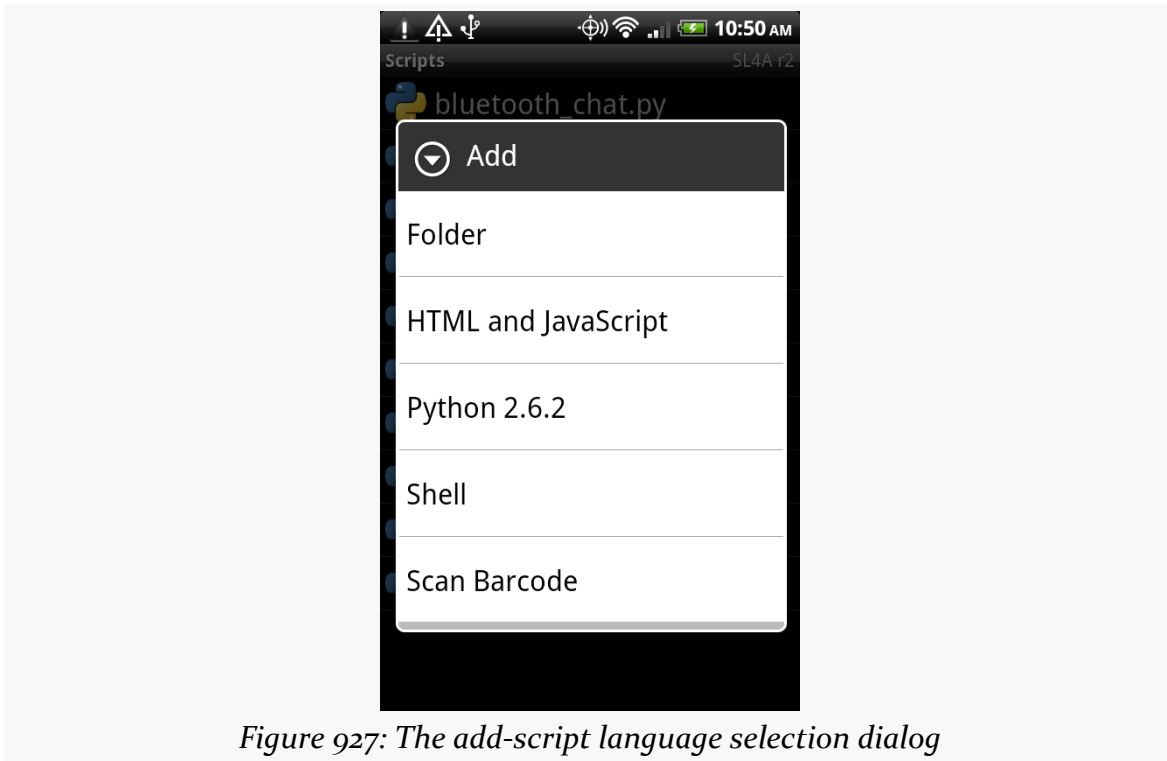 10:50 AM
Scripts SL4A r2
bluetooth_chat.py
Add
Folder
HTML and JavaScript
Python 2.6.2
Shell
Scan Barcode
Figure 927: The add-script language selection dialog